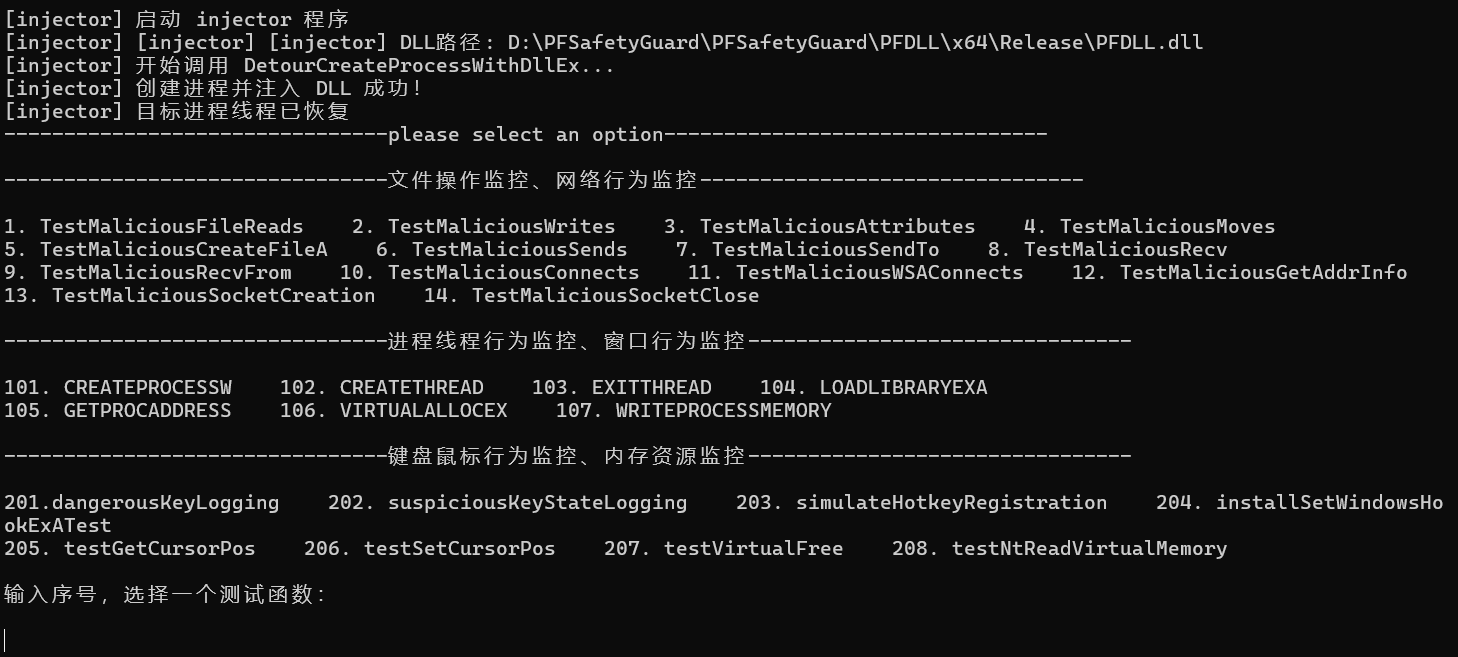 [injector] 启动 injector 程序
[injector] [injector] [injector] DLL路径: D:\PFSafetyGuard\PFSafetyGuard\PFDLL\x64\Release\PFDLL.dll
[injector] 开始调用 DetourCreateProcessWithDllEx...
[injector] 创建进程并注入 DLL 成功!
[injector] 目标进程线程已恢复
--------------------------------please select an option--------------------------------
--------------------------------文件操作监控、网络行为监控--------------------------------
1. TestMaliciousFileReads    2. TestMaliciousWrites    3. TestMaliciousAttributes    4. TestMaliciousMoves
5. TestMaliciousCreateFileA    6. TestMaliciousSends    7. TestMaliciousSendTo    8. TestMaliciousRecv
9. TestMaliciousRecvFrom    10. TestMaliciousConnects    11. TestMaliciousWSAConnects    12. TestMaliciousGetAddrInfo
13. TestMaliciousSocketCreation    14. TestMaliciousSocketClose
--------------------------------进程线程行为监控、窗口行为监控--------------------------------
101. CREATEPROCESSW    102. CREATETHREAD    103. EXITTHREAD    104. LOADLIBRARYEXA
105. GETPROCADDRESS    106. VIRTUALALLOCEX    107. WRITEPROCESSMEMORY
--------------------------------键盘鼠标行为监控、内存资源监控--------------------------------
201.dangerousKeyLogging    202. suspiciousKeyStateLogging    203. simulateHotkeyRegistration    204. installSetWindowsHo
okExATest
205. testGetCursorPos    206. testSetCursorPos    207. testVirtualFree    208. testNtReadVirtualMemory
输入序号，选择一个测试函数: